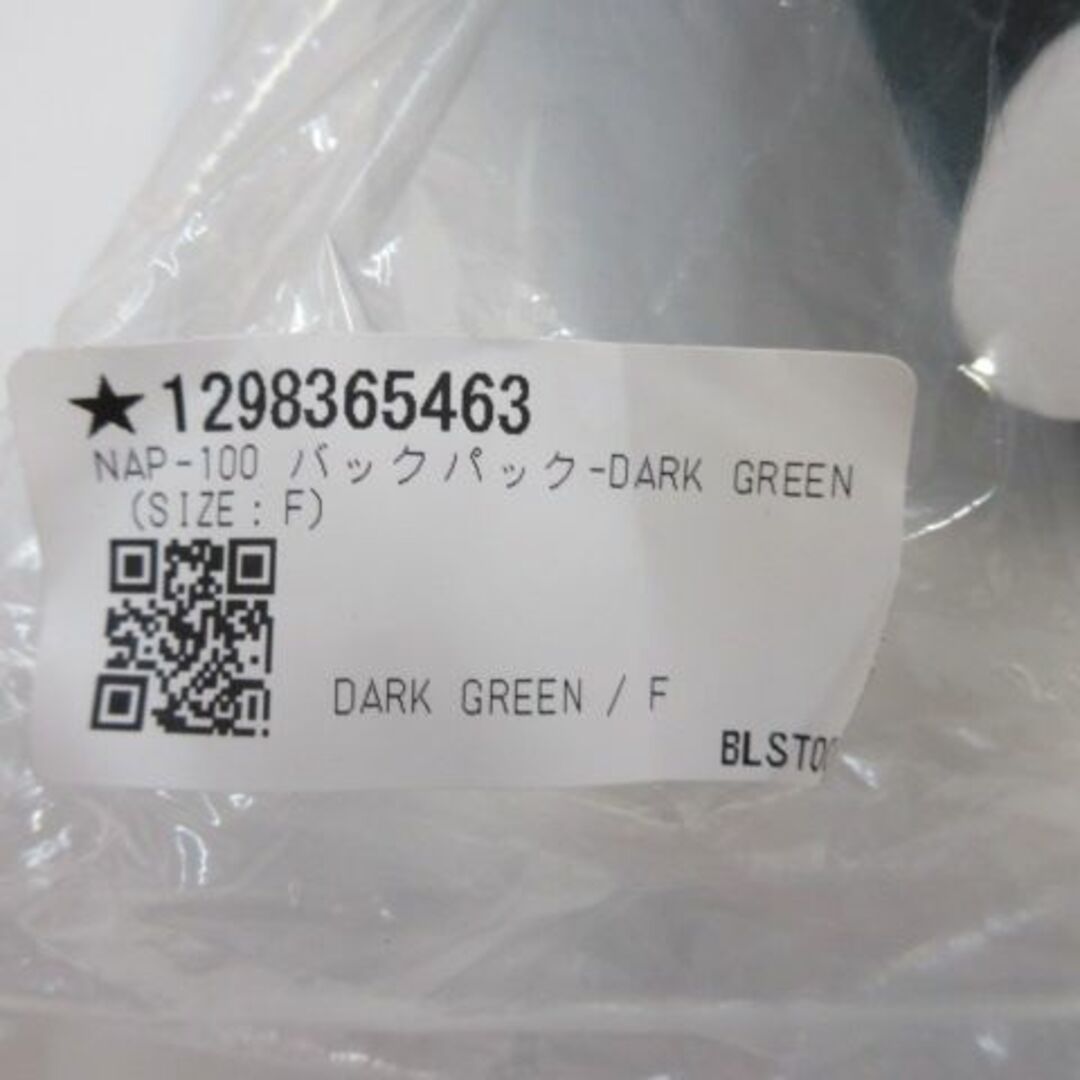 ★1298365463
NAP-100 バックパック-DARK GREEN
(SIZE:F)
DARK GREEN / F